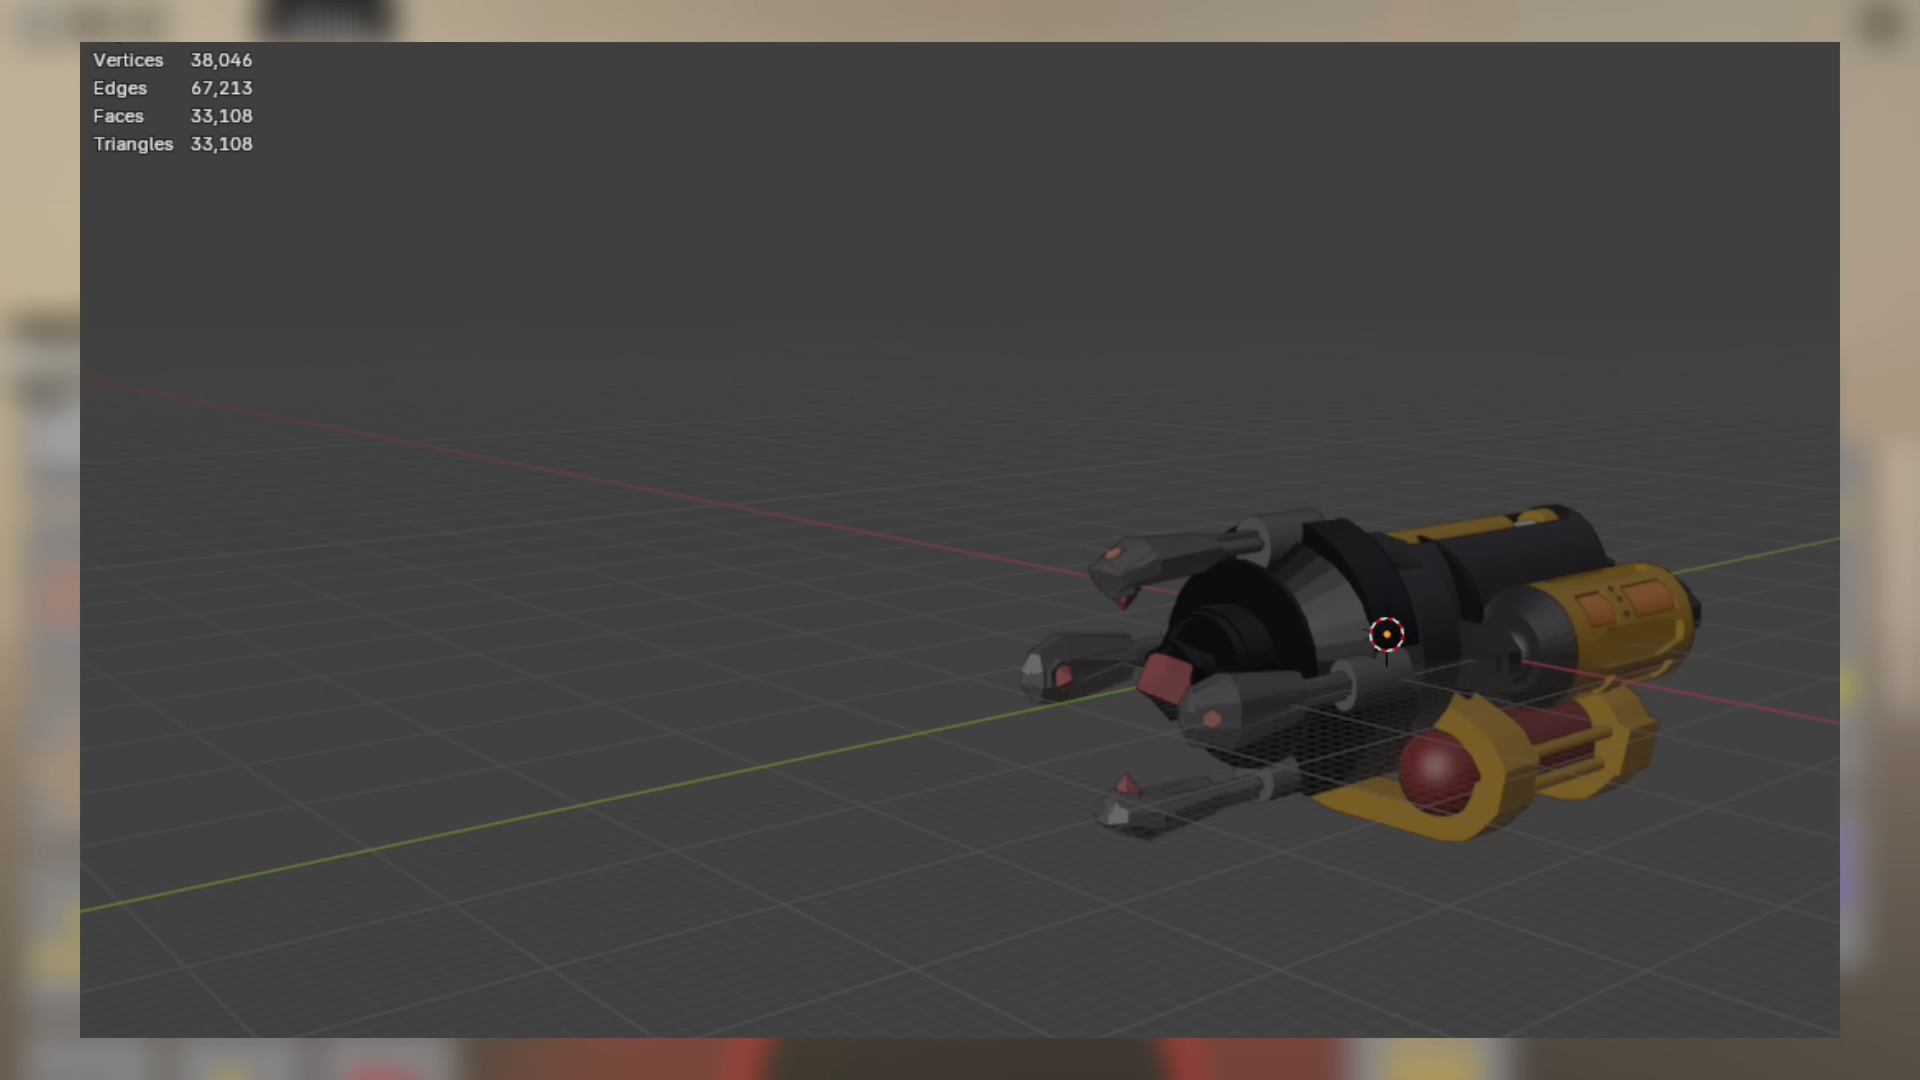 Vertices 38,046
Edges 67,213
Faces 33,108
Triangles 33,108